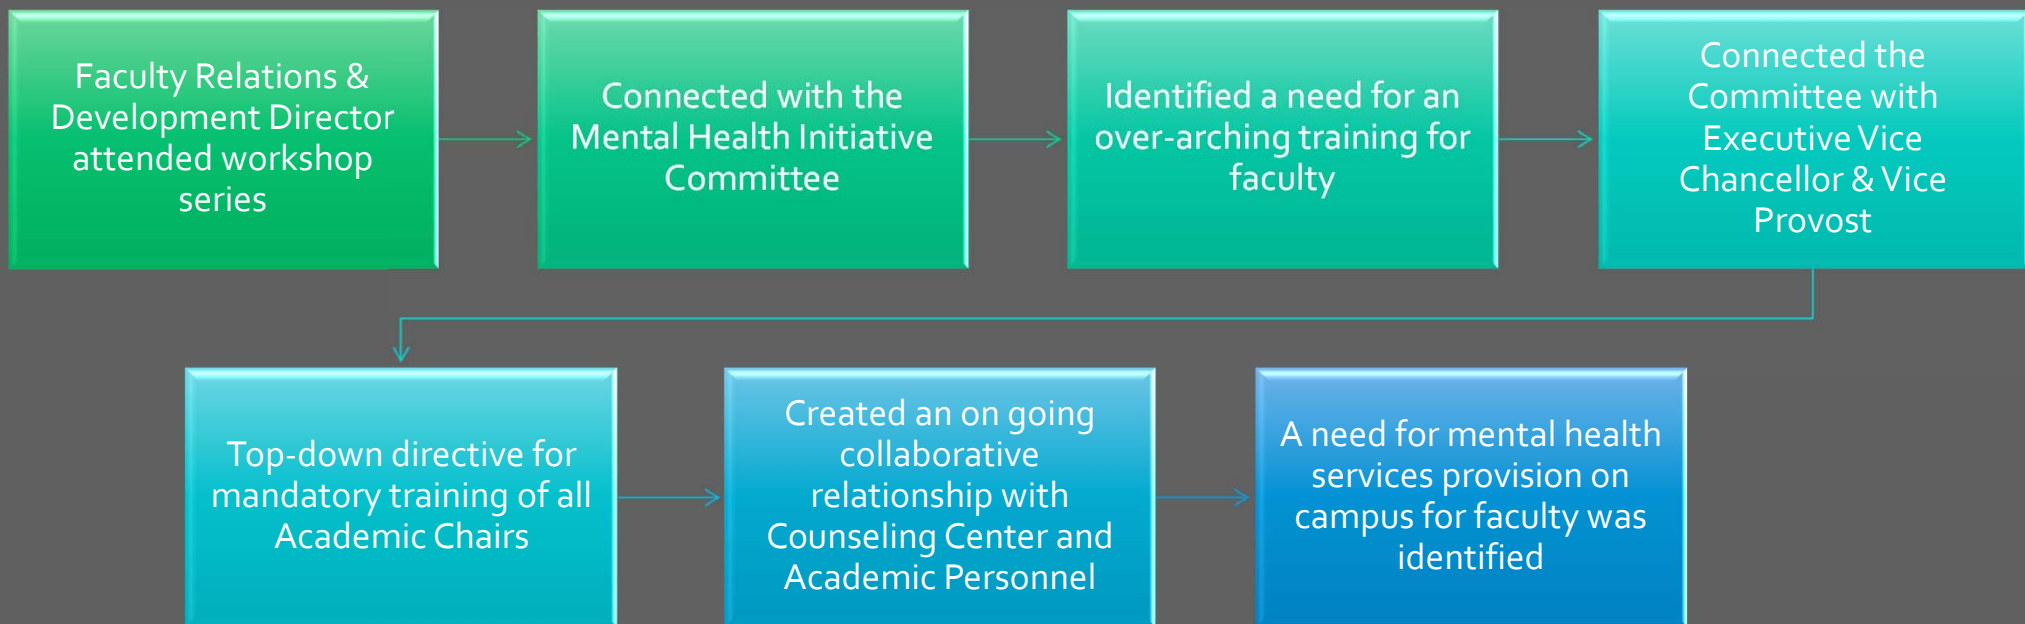 Faculty Relations &
Development Director
attended workshop
series
Connected with the
Mental Health Initiative
Committee
Identified a need for an
over-arching training for
faculty
Connected the
Committee with
Executive Vice
Chancellor & Vice
Provost
Top-down directive for
mandatory training of all
Academic Chairs
Created an on going
collaborative
relationship with
Counseling Center and
Academic Personnel
A need for mental health
services provision on
campus for faculty was
identified